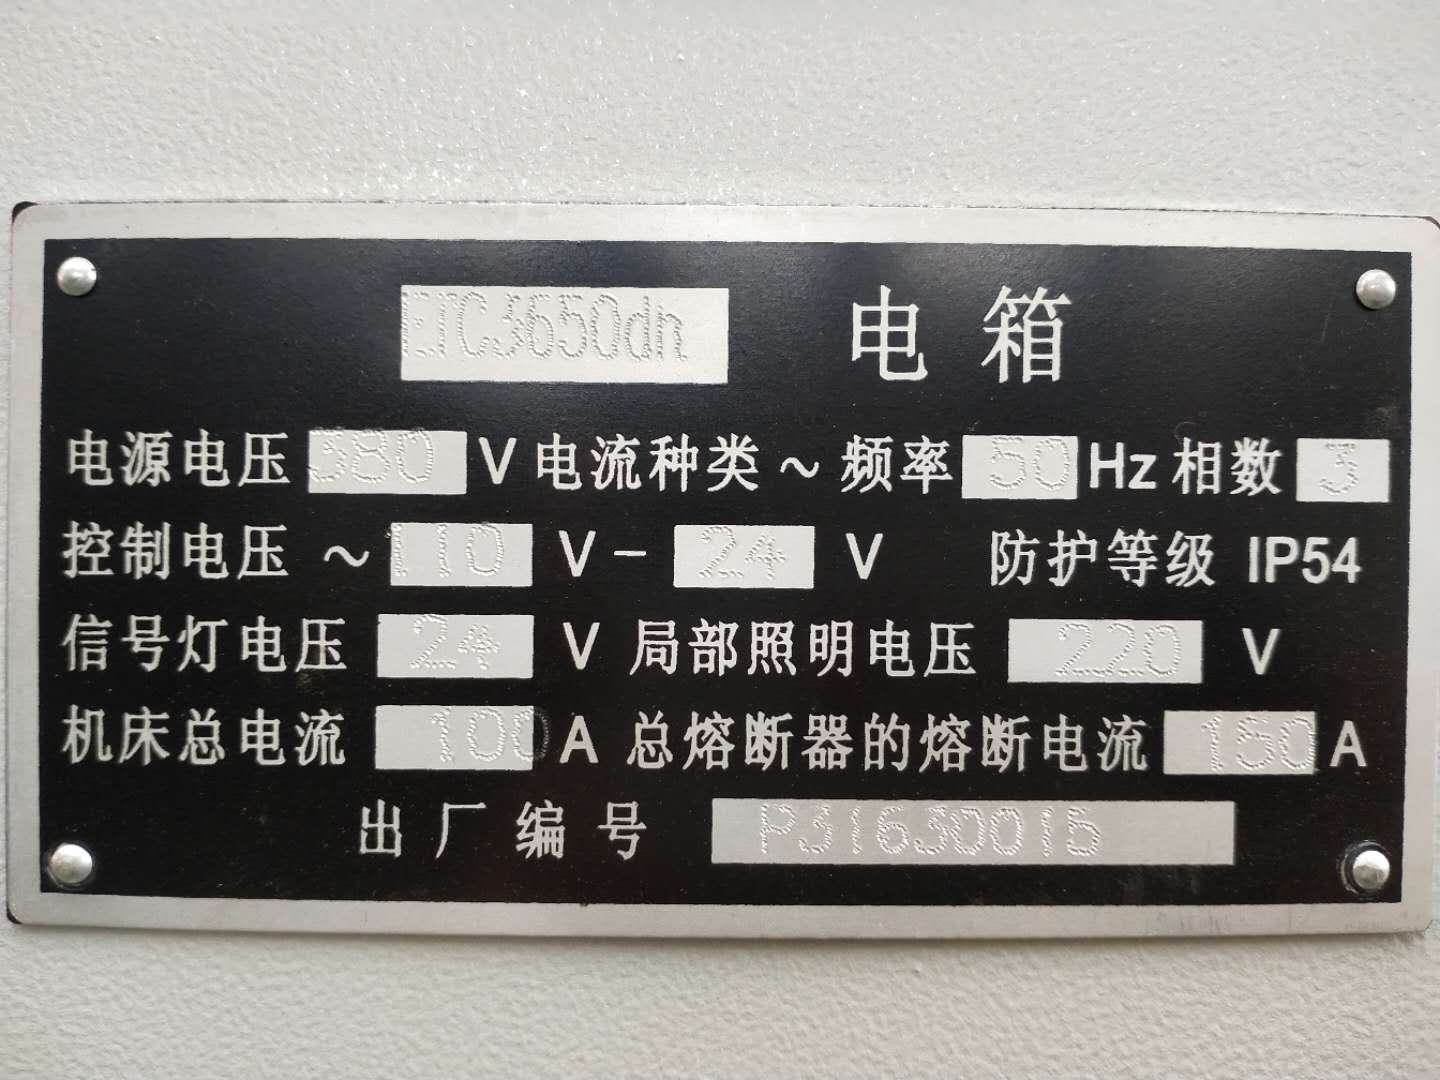 ETC3650dh 电箱
电源电压 380 V 电流种类 ~ 频率 50 Hz 相数 3
控制电压 ~ 110 V - 24 V 防护等级 IP54
信号灯电压 24 V 局部照明电压 220 V
机床总电流 100 A 总熔断器的熔断电流 160 A
出厂编号 P31630015